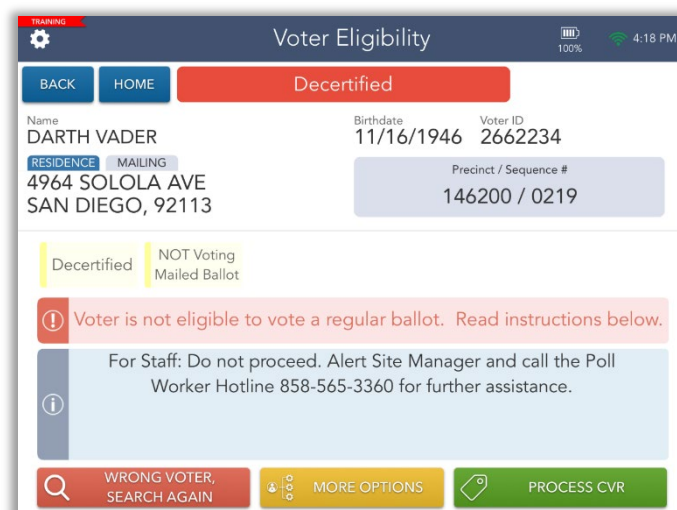 TRAINING
Voter Eligibility
100%
4:18 PM
BACK
HOME
Decertified
Name
DARTH VADER
Birthdate
11/16/1946
Voter ID
2662234
RESIDENCE
MAILING
4964 SOLOLA AVE
SAN DIEGO, 92113
Precinct / Sequence #
146200 / 0219
Decertified
NOT Voting
Mailed Ballot
Voter is not eligible to vote a regular ballot. Read instructions below.
For Staff: Do not proceed. Alert Site Manager and call the Poll
Worker Hotline 858-565-3360 for further assistance.
WRONG VOTER,
SEARCH AGAIN
MORE OPTIONS
PROCESS CVR